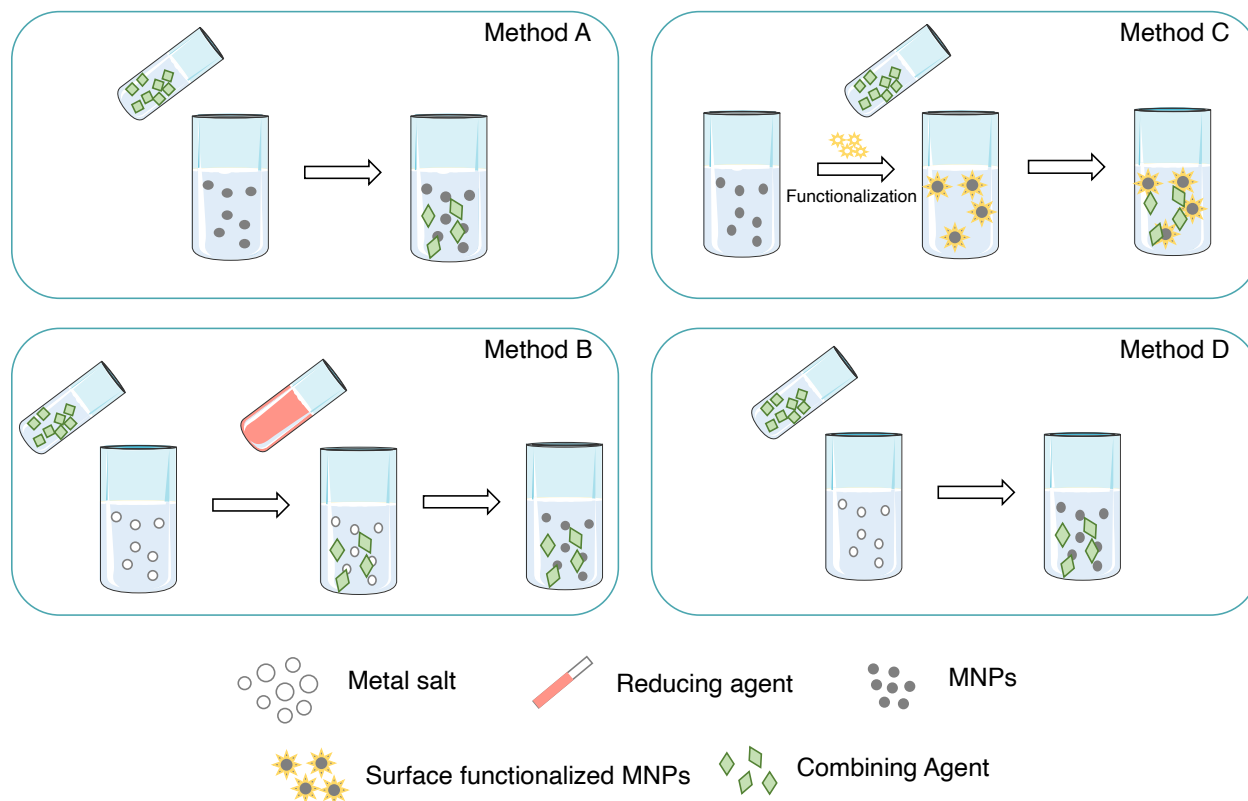 Method A
Method C
Functionalization
Method B
Method D
Metal salt
Reducing agent
MNPs
Surface functionalized MNPs
Combining Agent